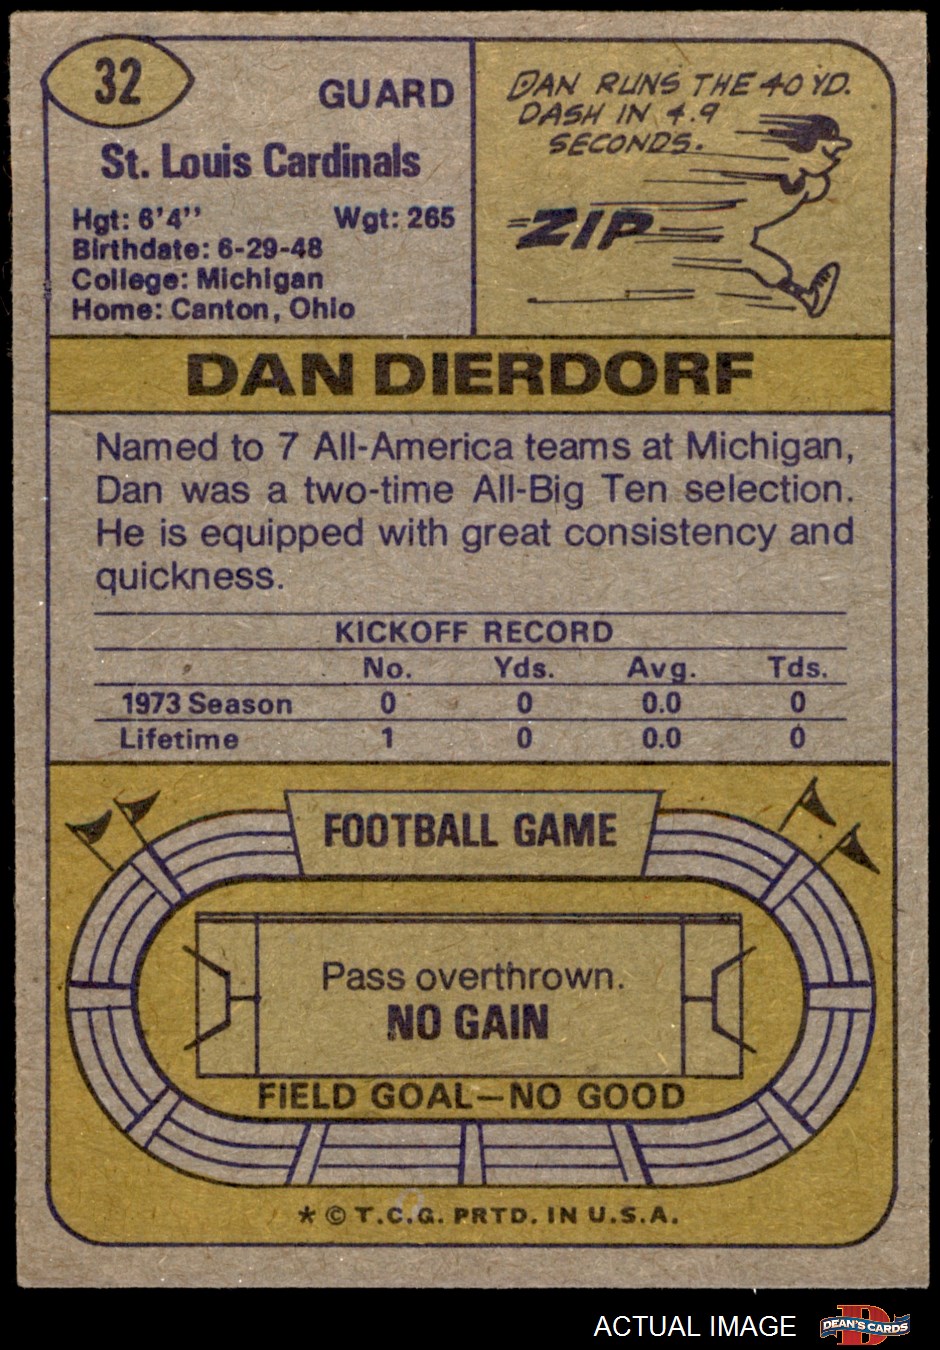 32
GUARD
St. Louis Cardinals
Hgt: 6'4" Wgt: 265
Birthdate: 6-29-48
College: Michigan
Home: Canton, Ohio
DAN RUNS THE 40 YD.
DASH IN 4.9
SECONDS.
ZIP
DAN DIERDORF
Named to 7 All-America teams at Michigan,
Dan was a two-time All-Big Ten selection.
He is equipped with great consistency and
quickness.
KICKOFF RECORD
No. Yds. Avg. Tds.
1973 Season 0 0 0.0 0
Lifetime 1 0 0.0 0
FOOTBALL GAME
Pass overthrown.
NO GAIN
FIELD GOAL—NO GOOD
* © T.C.G. PRTD. IN U.S.A.
ACTUAL IMAGE
DEAN'S CARDS